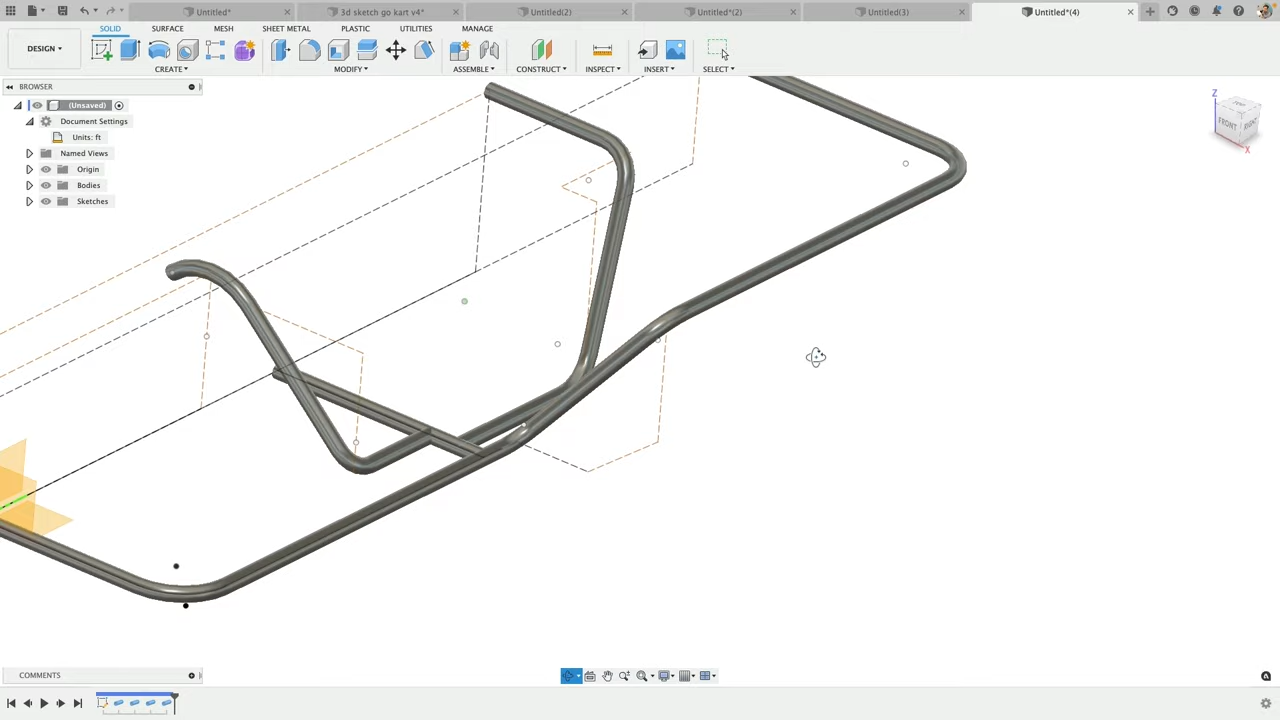 Untitled*
3d sketch go kart v4*
Untitled(2)
Untitled*(2)
Untitled(3)
Untitled*(4)
DESIGN
SOLID
SURFACE
MESH
SHEET METAL
PLASTIC
UTILITIES
MANAGE
CREATE
MODIFY
ASSEMBLE
CONSTRUCT
INSPECT
INSERT
SELECT
BROWSER
(Unsaved)
Document Settings
Units: ft
Named Views
Origin
Bodies
Sketches
Z
FRONT
RIGHT
X
COMMENTS